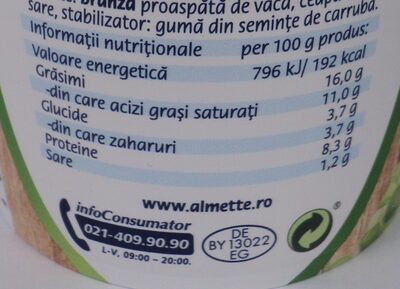 brânză proaspătă de vacă, ceapă
sare, stabilizator: gumă din semințe de carruba.
Informații nutriționale per 100 g produs:
Valoare energetică 796 kJ/ 192 kcal
Grăsimi 16,0 g
-din care acizi grași saturați 11,0 g
Glucide 3,7 g
-din care zaharuri 3,7 g
Proteine 8,3 g
Sare 1,2 g
www.almette.ro
infoConsumator
021-409.90.90
L-V, 09:00 – 20:00.
DE
BY 13022
EG
®